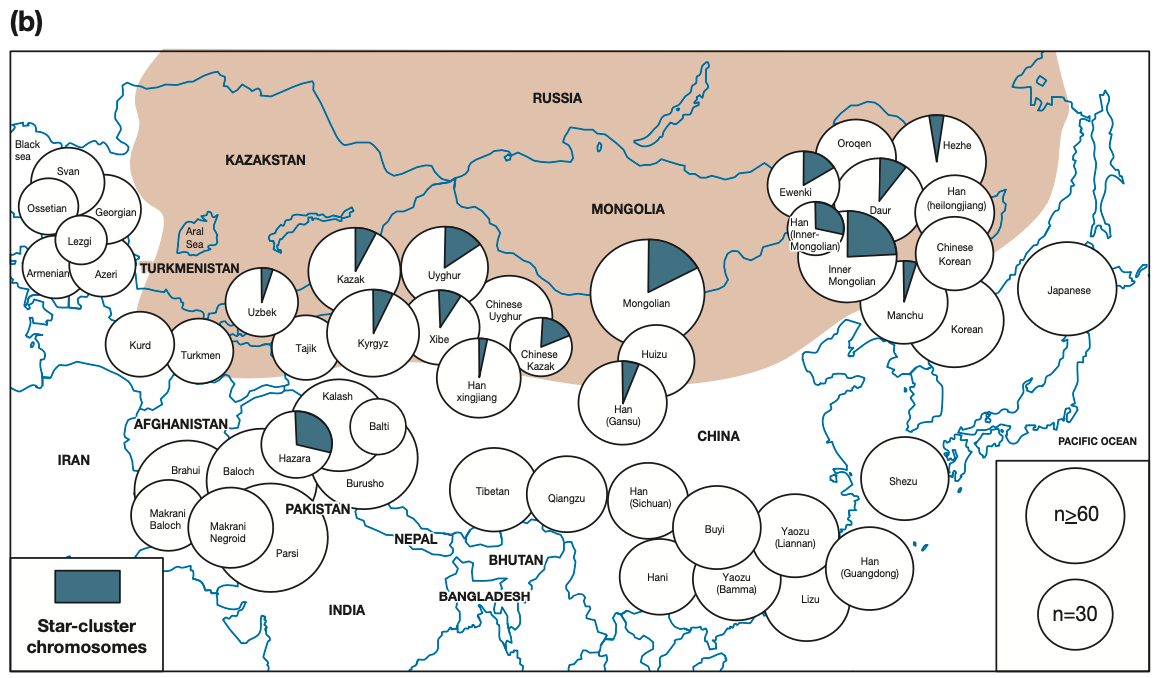 (b)
RUSSIA
Black
sea
Svan
Ossetian
Georgian
Lezgi
Armenian
Azeri
KAZAKSTAN
Aral
Sea
TURKMENISTAN
MONGOLIA
Oroqen
Hezhe
Ewenki
Daur
Han
(heilongjiang)
Han
(Inner-
Mongolian)
Inner
Mongolian
Chinese
Korean
Manchu
Korean
Japanese
Uzbek
Kazak
Uyghur
Chinese
Uyghur
Mongolian
Kurd
Turkmen
Tajik
Kyrgyz
Xibe
Chinese
Kazak
Han
xingjiang
Huizu
Han
(Gansu)
Kalash
Balti
AFGHANISTAN
Hazara
CHINA
PACIFIC OCEAN
IRAN
Brahui
Baloch
Burusho
Makrani
Baloch
Makrani
Negroid
PAKISTAN
Parsi
Tibetan
Qiangzu
Han
(Sichuan)
Buyi
Yaozu
(Liannan)
Shezu
NEPAL
BHUTAN
BANGLADESH
INDIA
Hani
Yaozu
(Bamma)
Lizu
Han
(Guangdong)
Star-cluster
chromosomes
n≥60
n=30